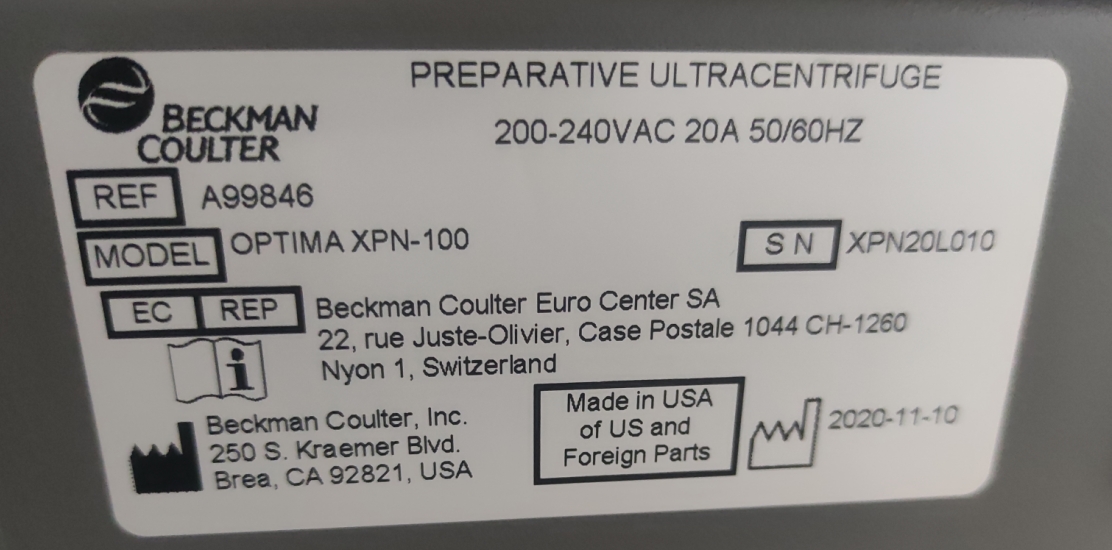 PREPARATIVE ULTRACENTRIFUGE
200-240VAC 20A 50/60HZ
BECKMAN
COULTER
REF A99846
MODEL OPTIMA XPN-100
SN XPN20L010
EC REP Beckman Coulter Euro Center SA
22, rue Juste-Olivier, Case Postale 1044 CH-1260
Nyon 1, Switzerland
i
Beckman Coulter, Inc.
250 S. Kraemer Blvd.
Brea, CA 92821, USA
Made in USA
of US and
Foreign Parts
2020-11-10